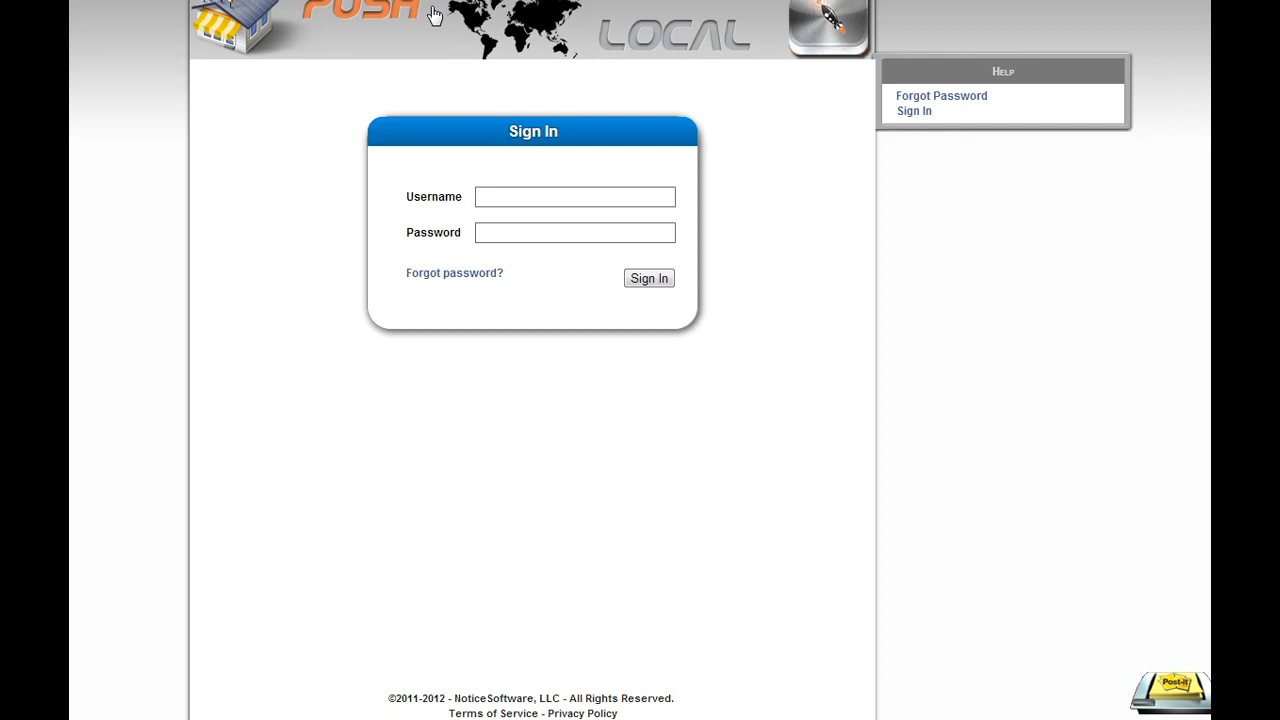 PUSH
LOCAL
Help
Forgot Password
Sign In
Sign In
Username
Password
Forgot password?
Sign In
©2011-2012 - NoticeSoftware, LLC - All Rights Reserved.
Terms of Service - Privacy Policy
Post-it